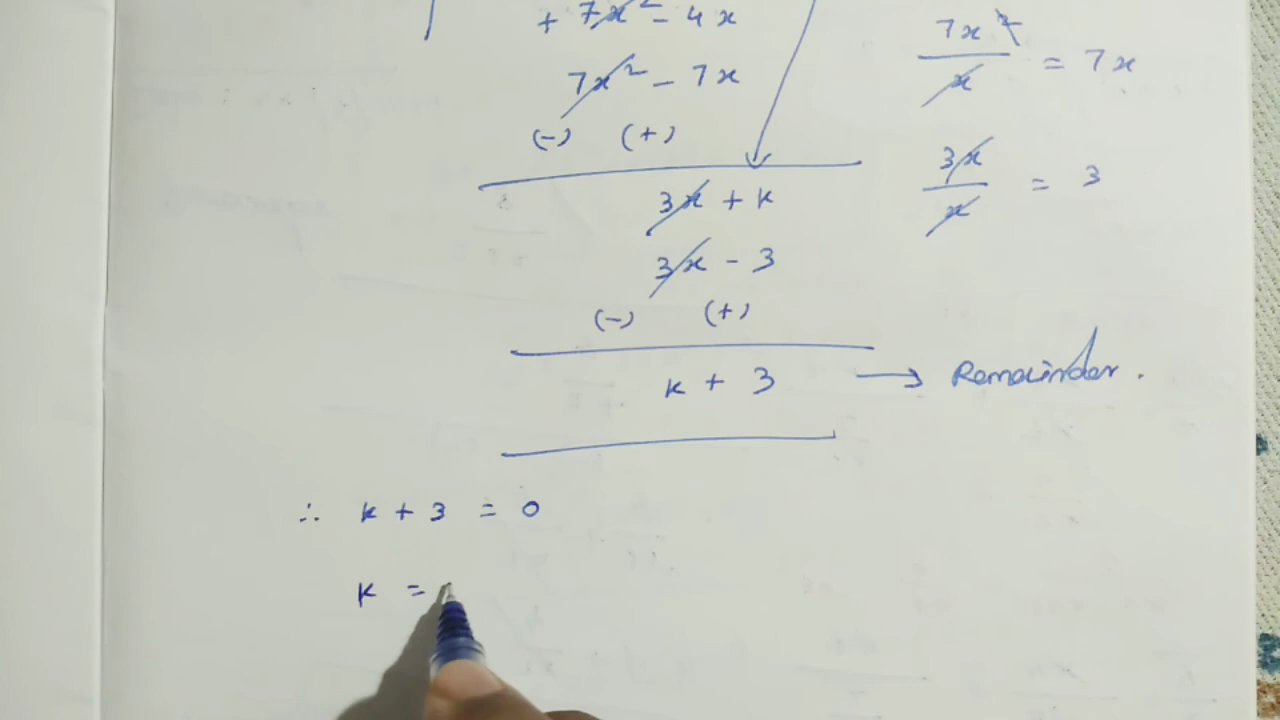 + 7x² - 4x
7x² - 7x
(-) (+)
3x + k
3x - 3
(-) (+)
k + 3 → Remainder.
∴ k + 3 = 0
k =
7x²/x = 7x
3x/x = 3